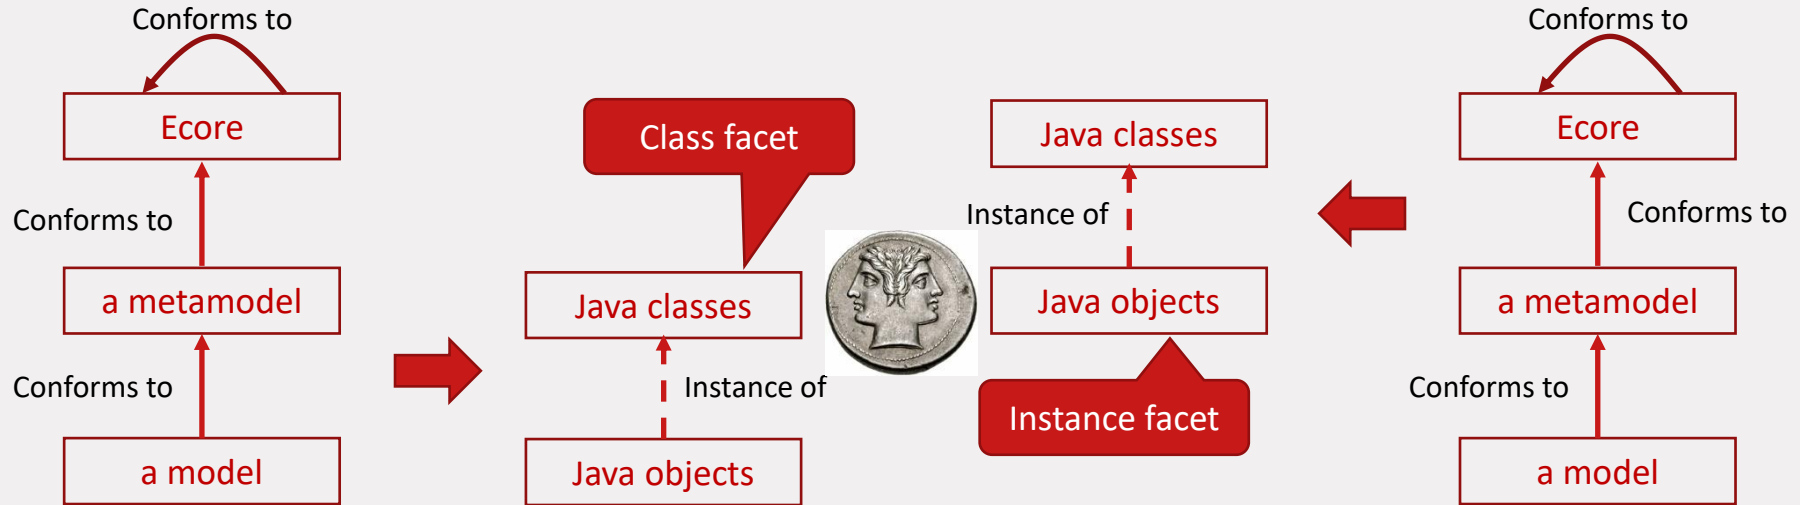 Conforms to
Ecore
Conforms to
a metamodel
Conforms to
a model
Class facet
Java classes
Instance of
Java objects
Java classes
Instance of
Java objects
Instance facet
Conforms to
Ecore
Conforms to
a metamodel
Conforms to
a model